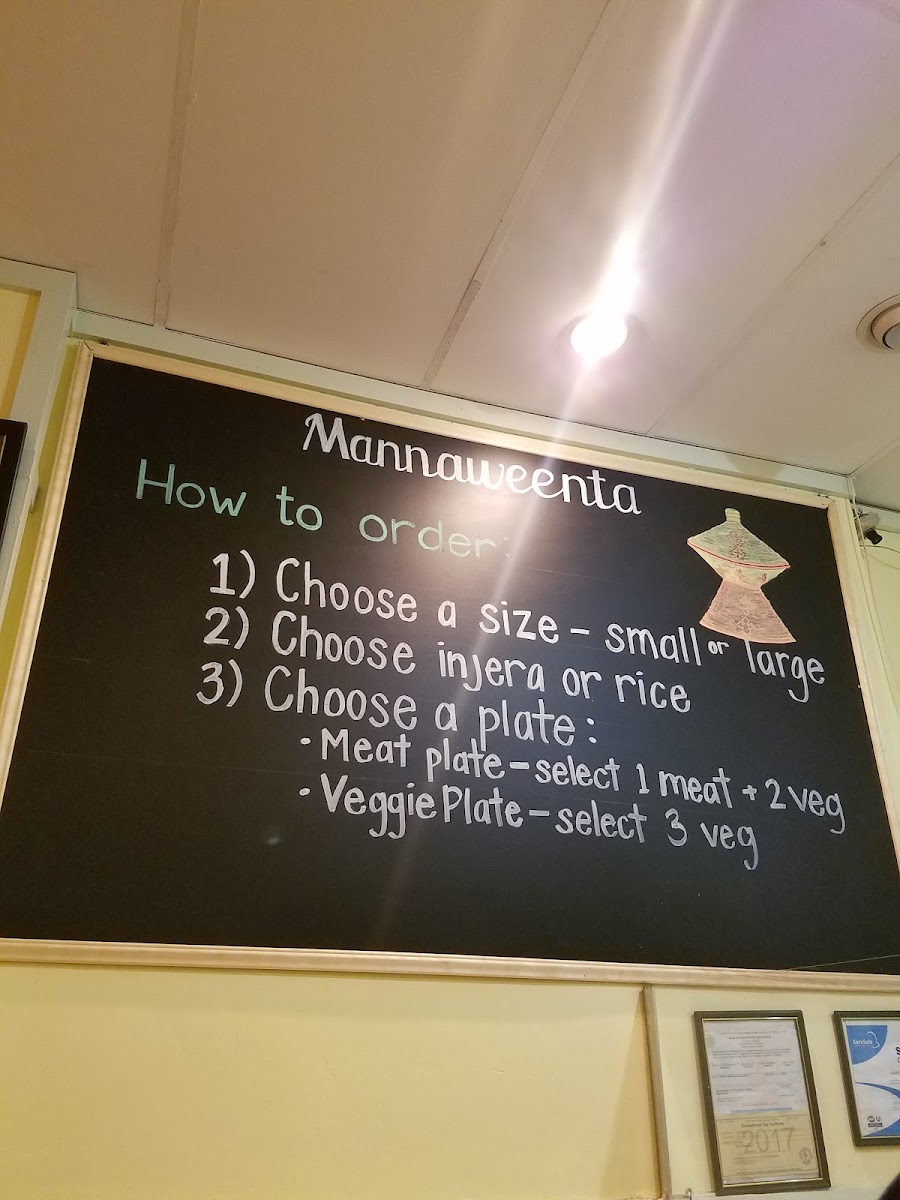 Mannaweenta
How to order:
1) Choose a size - small or large
2) Choose injera or rice
3) Choose a plate:
• Meat plate - select 1 meat + 2 veg
• Veggie Plate - select 3 veg
ServSafe
2017